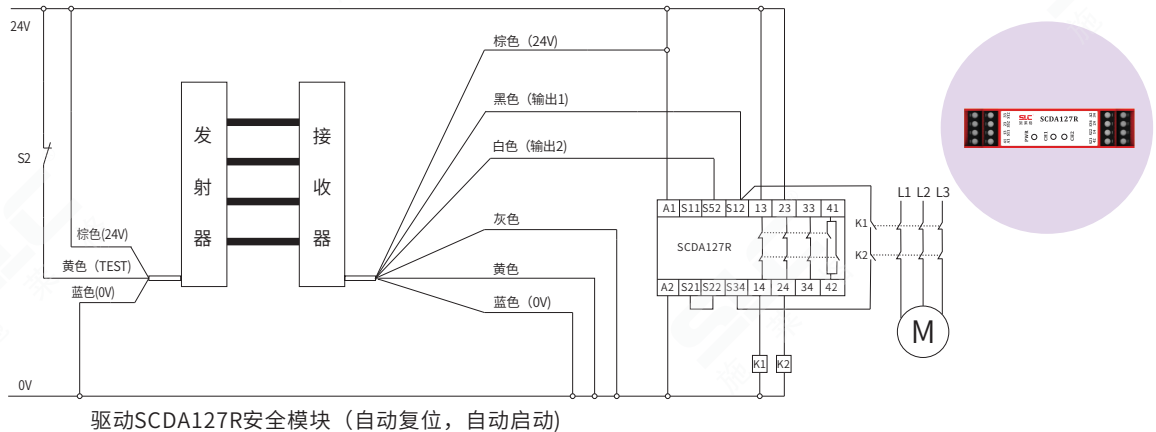 24V
棕色（24V)
黑色（输出1）
白色（输出2)
灰色
黄色
蓝色（0V)
S2
棕色(24V)
黄色（TEST)
蓝色(0V)
0V
发射器
接收器
A1 S11 S52 S12 13 23 33 41
SCDA127R
A2 S21 S22 S34 14 24 34 42
K1
K2
K1 K2
L1 L2 L3
M
SLC
SCDA127R
PWR CH1 CH2
驱动SCDA127R安全模块（自动复位，自动启动)